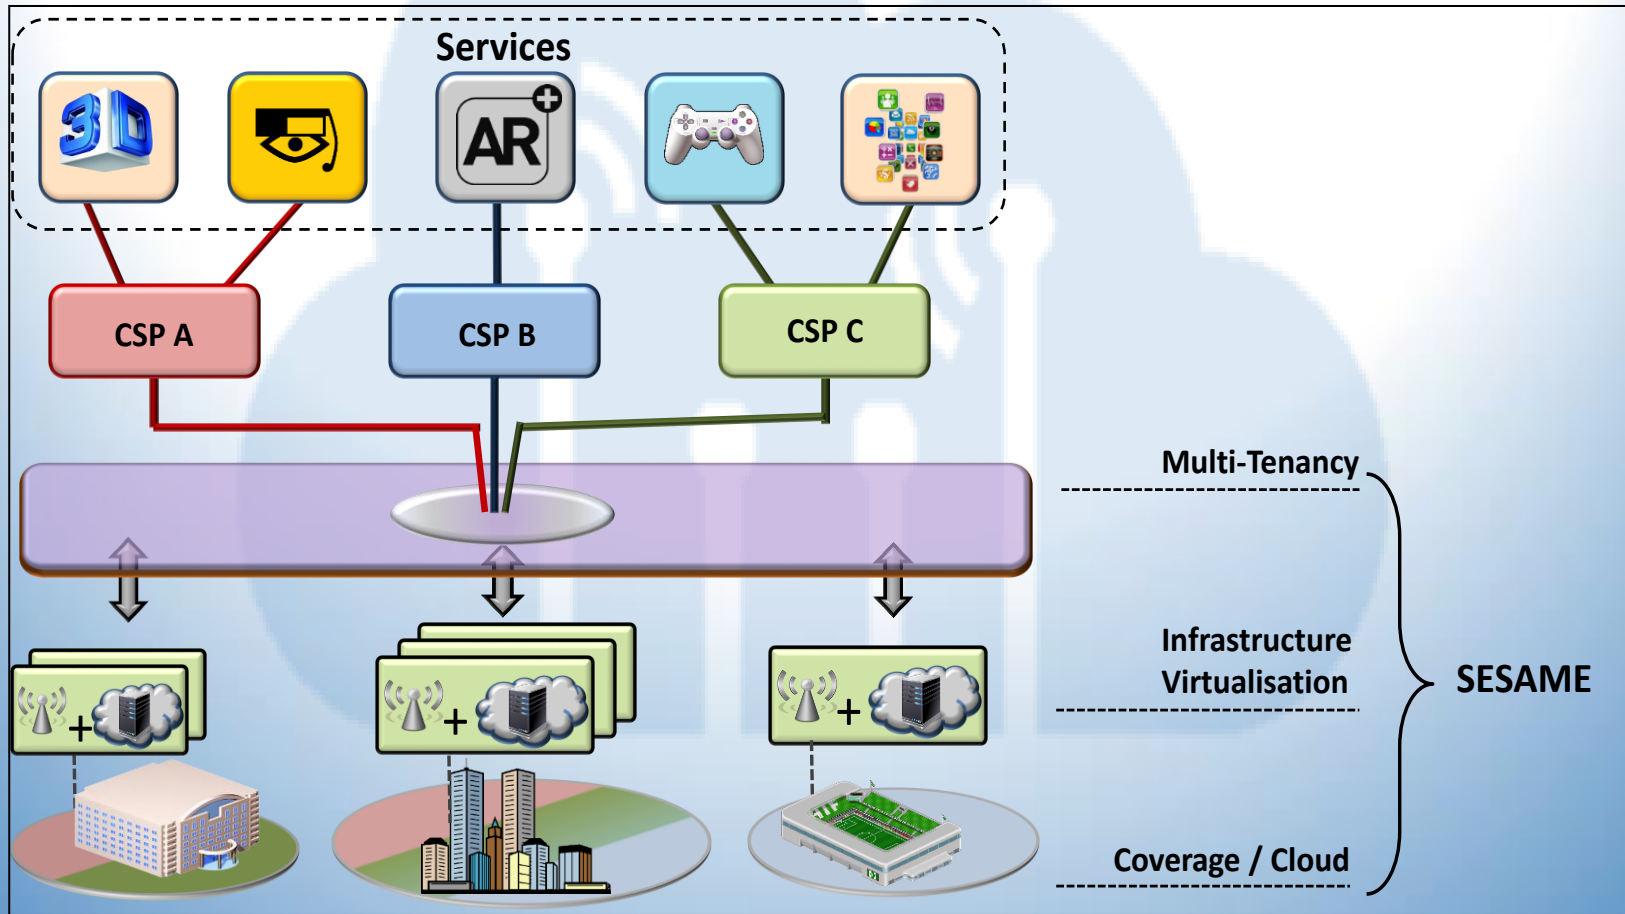 Services
3D
AR
CSP A
CSP B
CSP C
Multi-Tenancy
Infrastructure
Virtualisation
SESAME
+
+
+
Coverage / Cloud